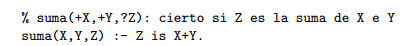 % suma(+X,+Y,?Z): cierto si Z es la suma de X e Y
suma(X,Y,Z) :- Z is X+Y.